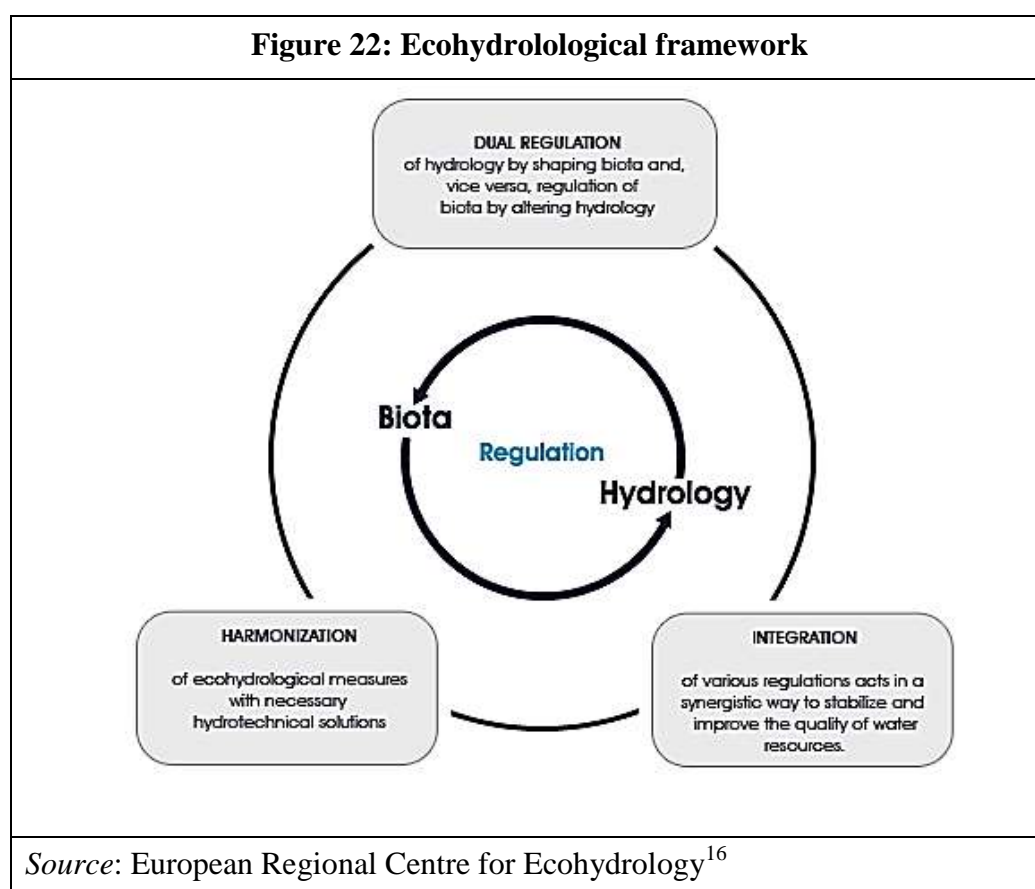 Figure 22: Ecohydrolological framework
DUAL REGULATION
of hydrology by shaping biota and,
vice versa, regulation of
biota by altering hydrology
Biota
Regulation
Hydrology
HARMONIZATION
of ecohydrological measures
with necessary
hydrotechnical solutions
INTEGRATION
of various regulations acts in a
synergistic way to stabilize and
improve the quality of water
resources.
Source: European Regional Centre for Ecohydrology16